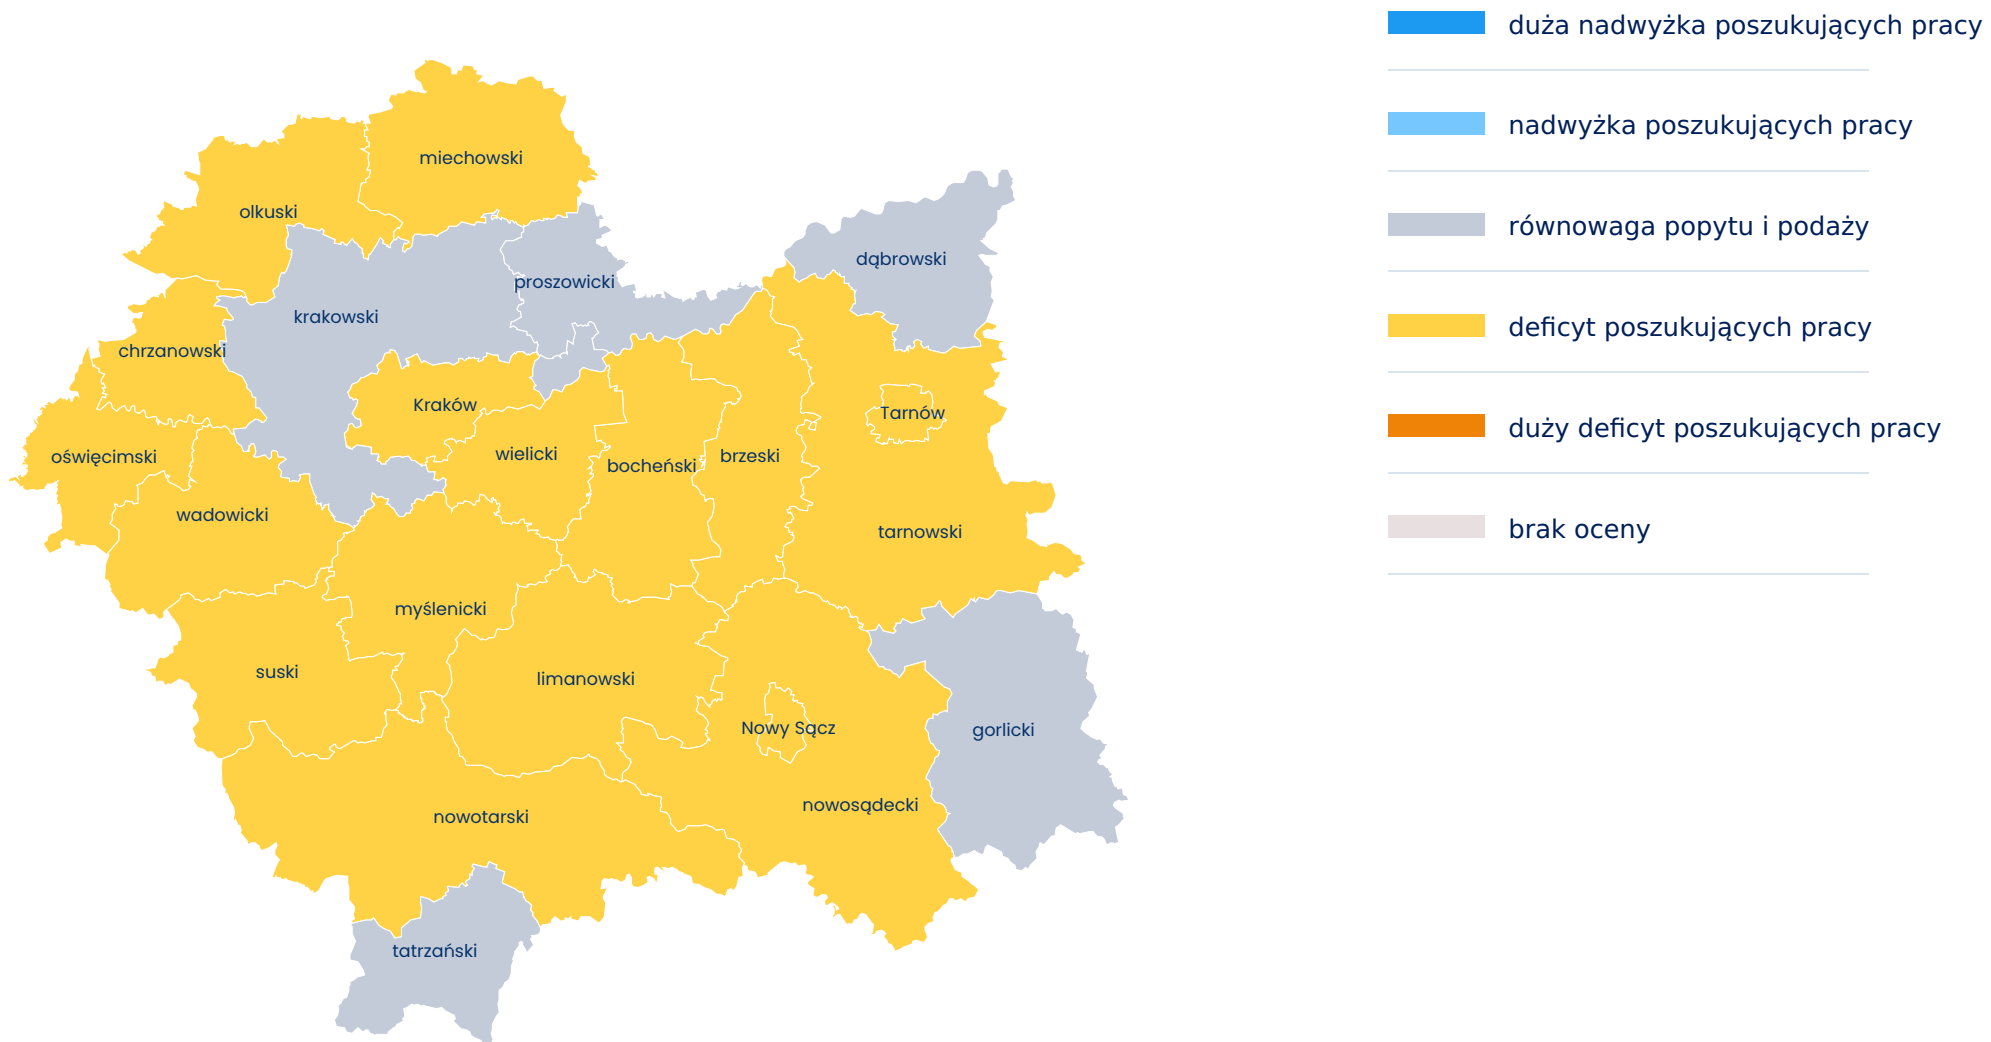 duża nadwyżka poszukujących pracy
nadwyżka poszukujących pracy
równowaga popytu i podaży
deficyt poszukujących pracy
duży deficyt poszukujących pracy
brak oceny
miechowski
olkuski
dąbrowski
proszowicki
krakowski
chrzanowski
Kraków
Tarnów
oświęcimski
wielicki
bocheński
brzeski
wadowicki
tarnowski
myślenicki
suski
limanowski
Nowy Sącz
gorlicki
nowosądecki
nowotarski
tatrzański